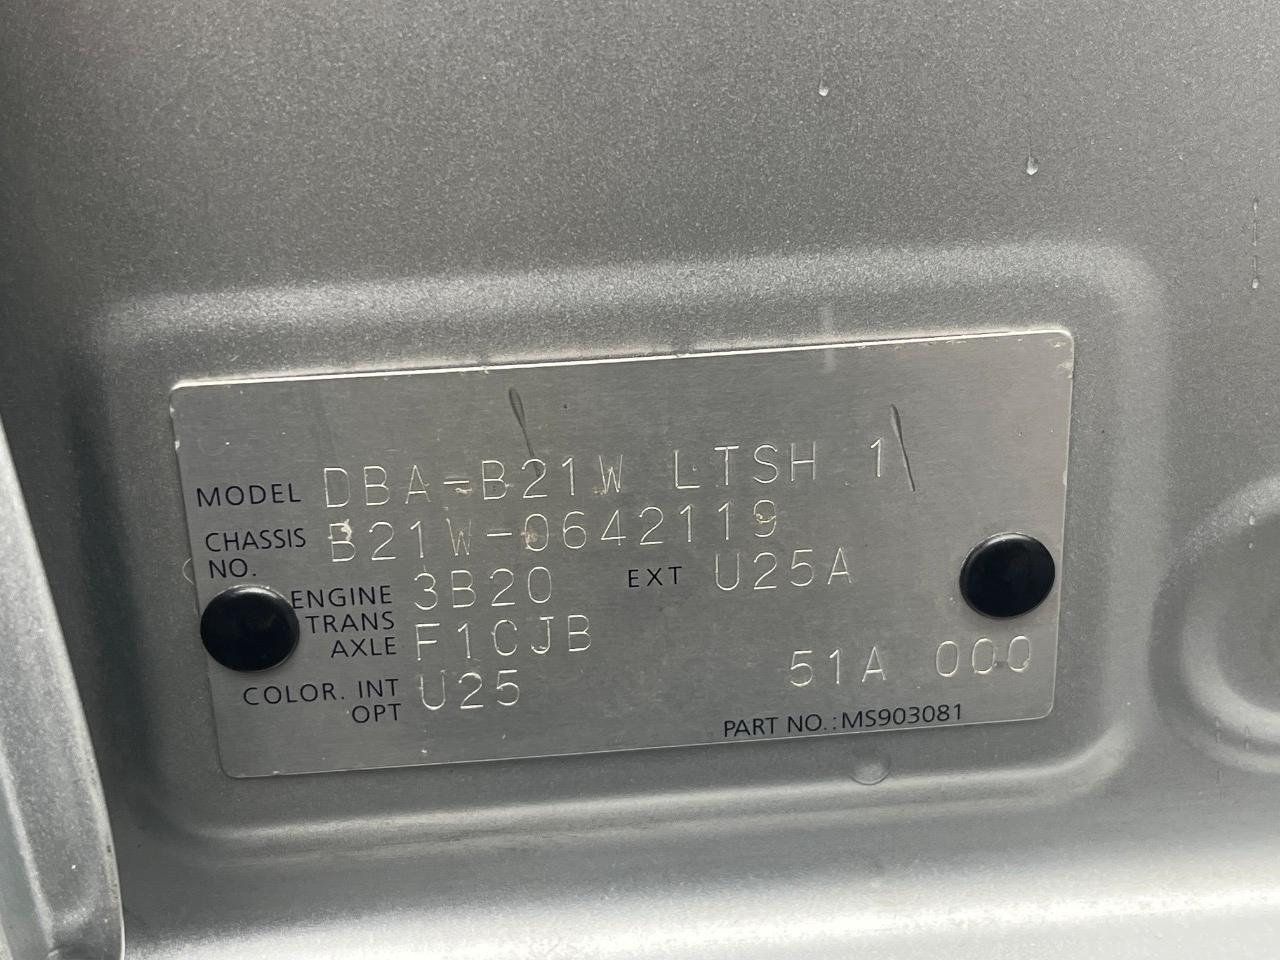 MODEL DBA-B21W LTSH 1
CHASSIS NO. B21W-0642119
ENGINE 3B20 EXT U25A
TRANS AXLE F1CJB
COLOR. INT U25 51A 000
OPT
PART NO.:MS903081